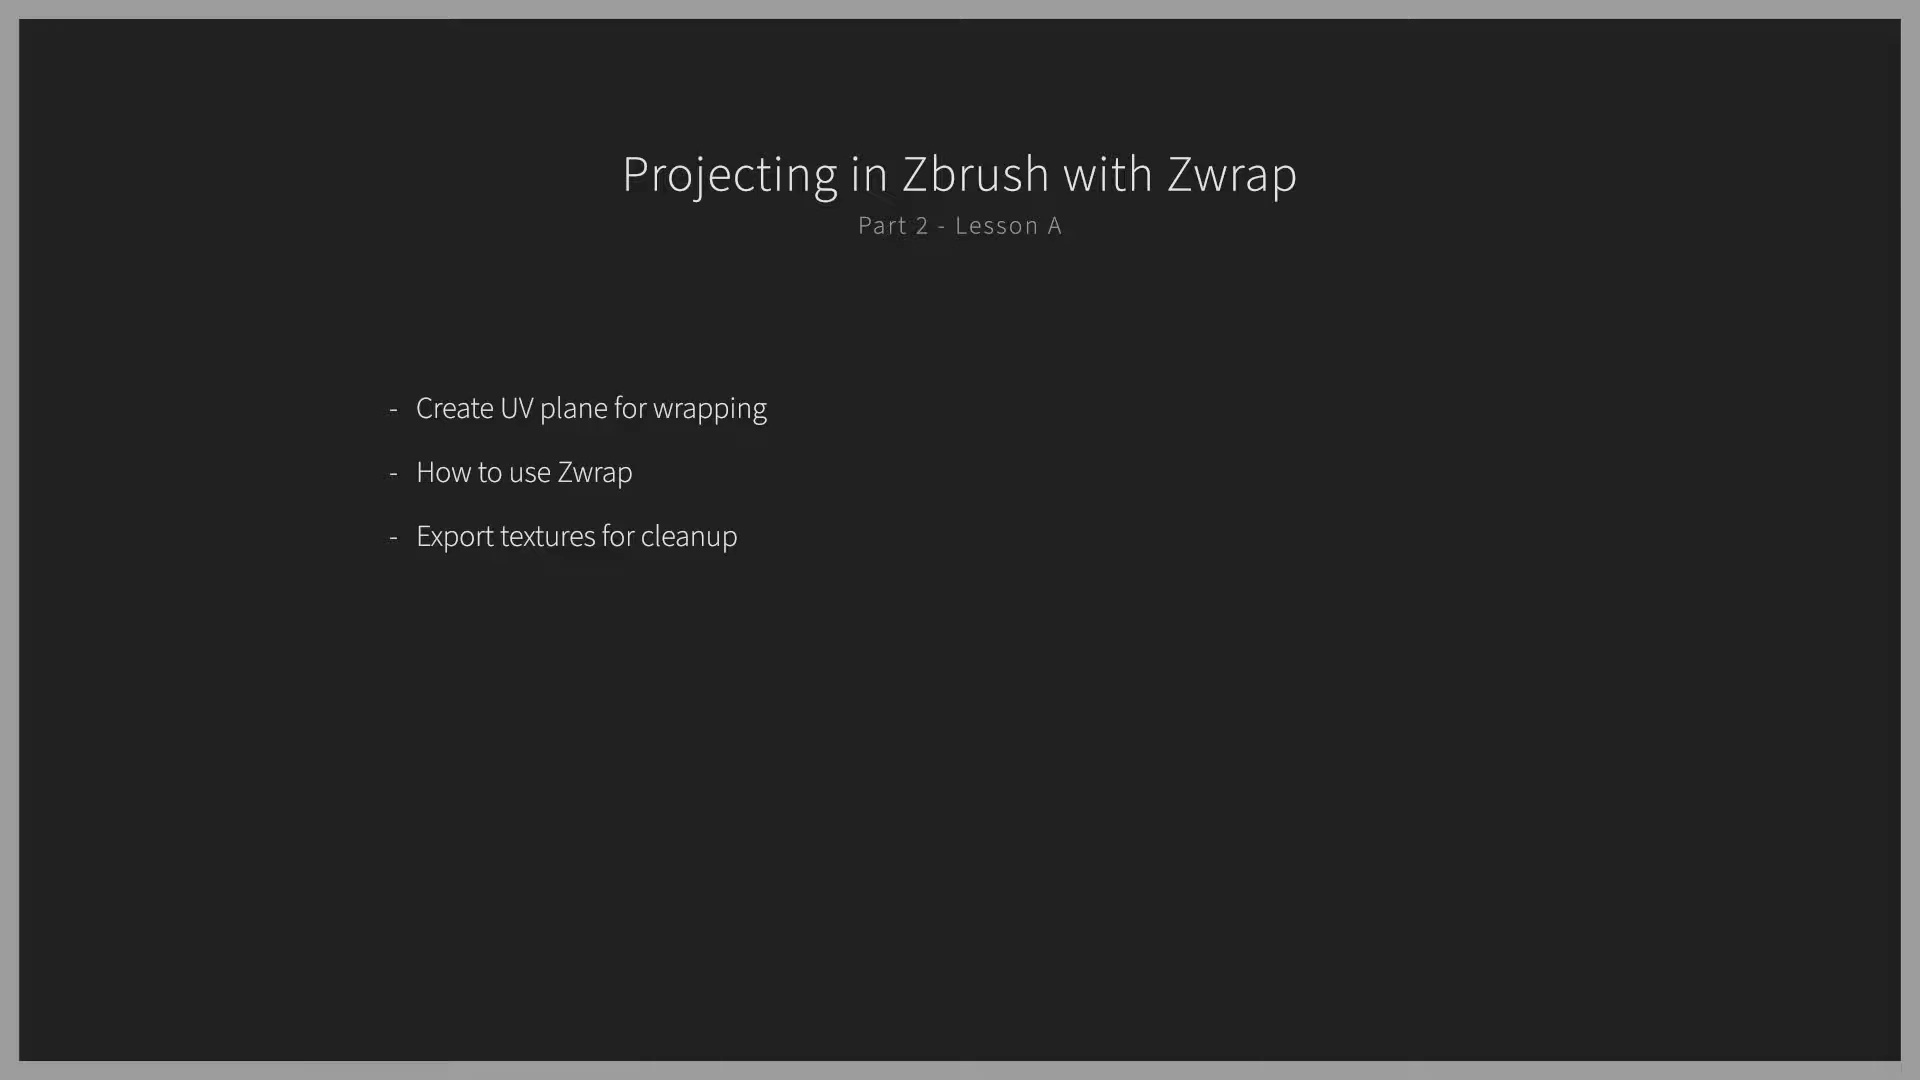 Projecting in Zbrush with Zwrap
Part 2 - Lesson A
- Create UV plane for wrapping
- How to use Zwrap
- Export textures for cleanup